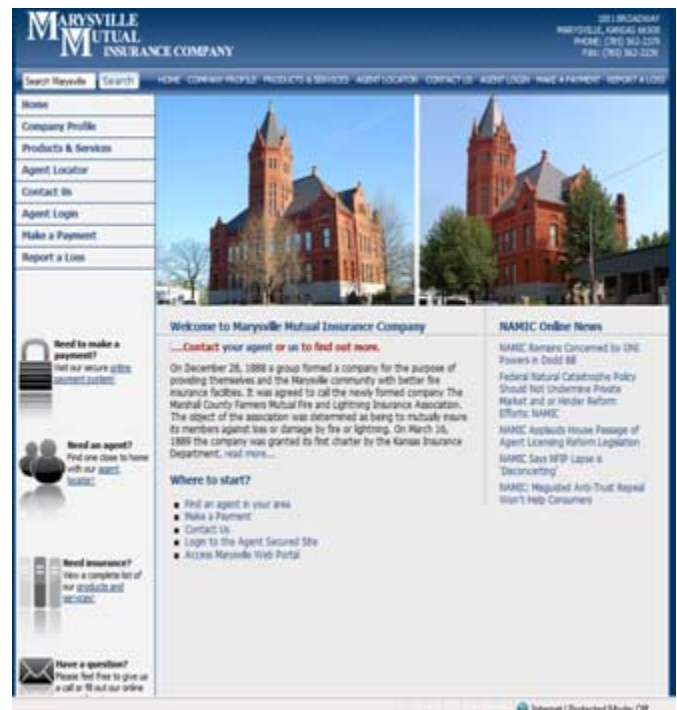 MARYSVILLE
MUTUAL
INSURANCE COMPANY
1001 BROADWAY
MARYSVILLE, KANSAS 66508
PHONE: (785) 562-2379
FAX: (785)
Search Marysville
Search
HOME COMPANY PROFILE PRODUCTS & SERVICES AGENT LOCATOR CONTACT US AGENT LOGIN MAKE A PAYMENT REPORT A LOSS
Home
Company Profile
Products & Services
Agent Locator
Contact Us
Agent Login
Make a Payment
Report a Loss
Need to make a
payment?
Visit our secure online
payment system!
Need an agent?
Find one close to home
with our agent
locator!
Need insurance?
View a complete list of
our products and
services!
Have a question?
Please feel free to give us
a call or fill out our online
Welcome to Marysville Mutual Insurance Company
....Contact your agent or us to find out more.
On December 28, 1888 a group formed a company for the purpose of
providing themselves and the Marysville community with better fire
insurance facilities. It was agreed to call the newly formed company The
Marshall County Farmers Mutual Fire and Lightning Insurance Association.
The object of the association was determined as being to mutually insure
its members against loss or damage by fire or lightning. On March 16,
1889 the company was granted its first charter by the Kansas Insurance
Department. read more...
Where to start?
Find an agent in your area
Make a Payment
Contact Us
Login to the Agent Secured Site
Access Marysville Web Portal
NAMIC Online News
NAMIC Remains Concerned by ONI
Powers in Dodd Bill
Federal Natural Catastrophe Policy
Should Not Undermine Private
Market and or Hinder Reform
Efforts: NAMIC
NAMIC Applauds House Passage of
Agent Licensing Reform Legislation
NAMIC Says NFIP Lapse is
'Disconcerting'
NAMIC: Misguided Anti-Trust Repeal
Won't Help Consumers
Internet | Protected Mode: Off